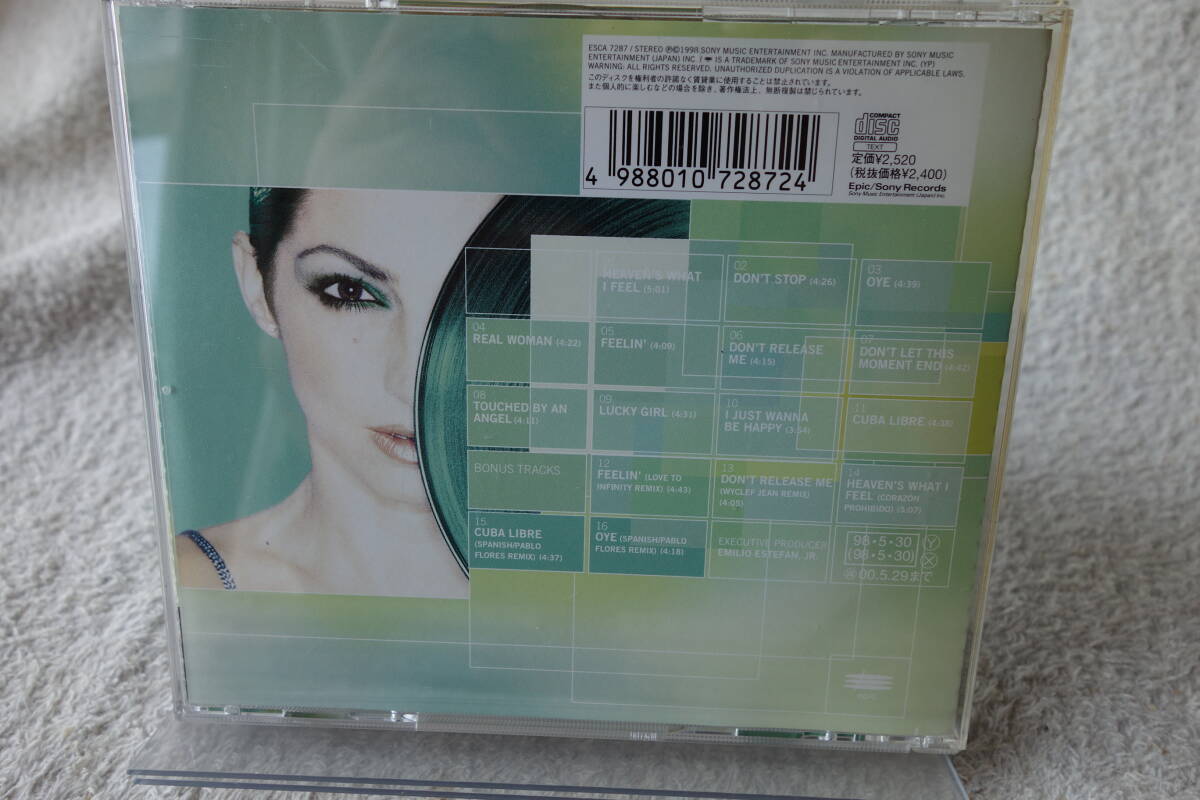 ESCA 7287 / STEREO ℗©1998 SONY MUSIC ENTERTAINMENT INC. MANUFACTURED BY SONY MUSIC
ENTERTAINMENT (JAPAN) INC. / IS A TRADEMARK OF SONY MUSIC ENTERTAINMENT INC. (YP)
WARNING: ALL RIGHTS RESERVED. UNAUTHORIZED DUPLICATION IS A VIOLATION OF APPLICABLE LAWS.
このディスクを権利者の許諾なく賃貸業に使用することは禁止されています。
また個人的に楽しむなどの場合を除き、著作権法上、無断複製は禁じられています。
4 988010 728724
COMPACT
disc
DIGITAL AUDIO
TEXT
定価¥2,520
(税抜価格¥2,400)
Epic/Sony Records
Sony Music Entertainment (Japan) Inc.
HEAVEN'S WHAT
I FEEL (5:01)
02
DON'T STOP (4:26)
03
OYE (4:39)
04
REAL WOMAN (4:22)
05
FEELIN' (4:09)
06
DON'T RELEASE
ME (4:15)
07
DON'T LET THIS
MOMENT END (4:42)
08
TOUCHED BY AN
ANGEL (4:11)
09
LUCKY GIRL (4:31)
10
I JUST WANNA
BE HAPPY (3:54)
11
CUBA LIBRE (4:38)
BONUS TRACKS
12
FEELIN' (LOVE TO
INFINITY REMIX) (4:43)
13
DON'T RELEASE ME
(WYCLEF JEAN REMIX)
(4:05)
14
HEAVEN'S WHAT I
FEEL (CORAZÓN
PROHIBIDO) (5:07)
15
CUBA LIBRE
(SPANISH/PABLO
FLORES REMIX) (4:37)
16
OYE (SPANISH/PABLO
FLORES REMIX) (4:18)
EXECUTIVE PRODUCER
EMILIO ESTEFAN, JR.
98・5・30 Ⓨ
(98・5・30) Ⓧ
00.5.29まで